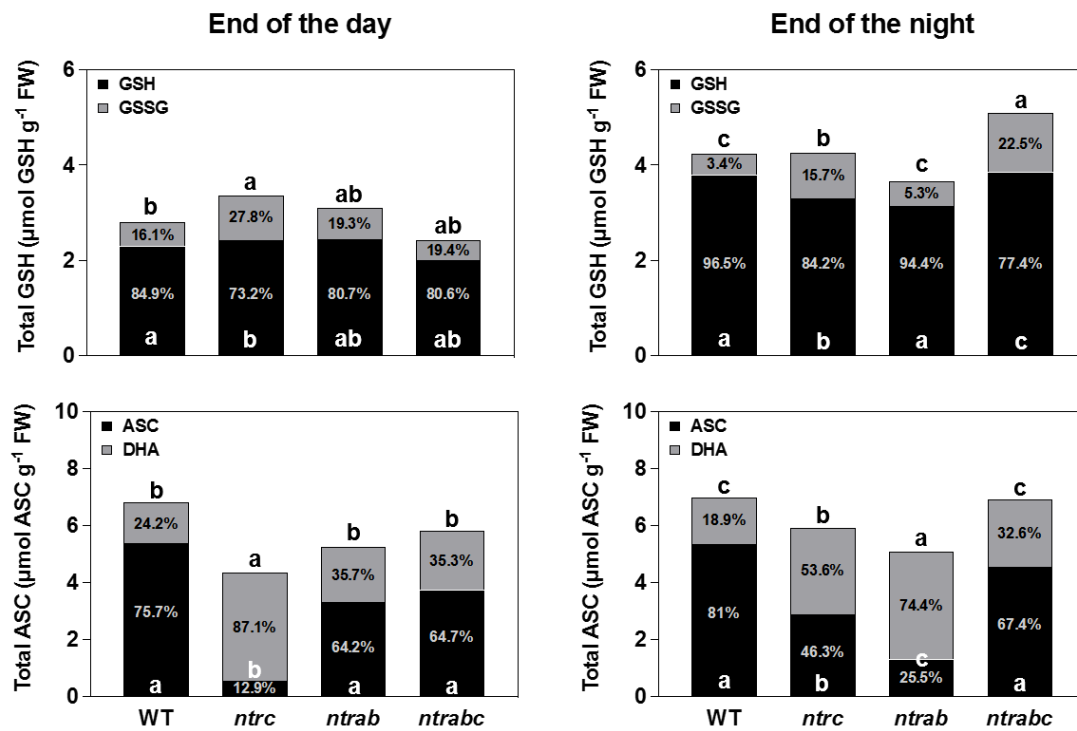 End of the day
End of the night
Total GSH (µmol GSH g⁻¹ FW)
6
4
2
0
GSH
GSSG
b
16.1%
84.9%
a
a
27.8%
73.2%
b
ab
19.3%
80.7%
ab
ab
19.4%
80.6%
ab
Total GSH (µmol GSH g⁻¹ FW)
6
4
2
0
GSH
GSSG
c
3.4%
96.5%
a
b
15.7%
84.2%
b
c
5.3%
94.4%
a
a
22.5%
77.4%
c
Total ASC (µmol ASC g⁻¹ FW)
10
8
6
4
2
0
ASC
DHA
b
24.2%
75.7%
a
a
87.1%
b
12.9%
b
35.7%
64.2%
a
b
35.3%
64.7%
a
WT
ntrc
ntrab
ntrabc
Total ASC (µmol ASC g⁻¹ FW)
10
8
6
4
2
0
ASC
DHA
c
18.9%
81%
a
b
53.6%
46.3%
b
a
74.4%
c
25.5%
c
32.6%
67.4%
a
WT
ntrc
ntrab
ntrabc